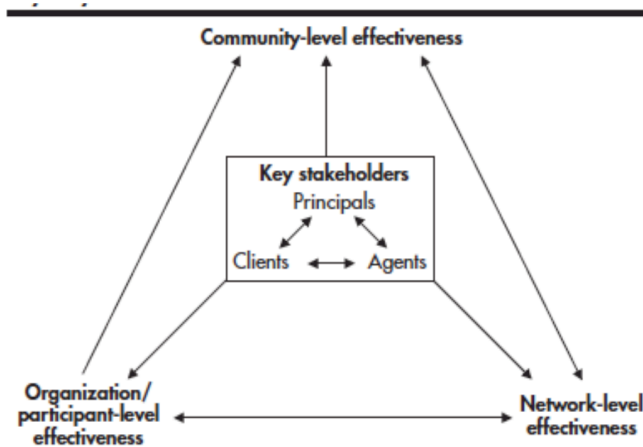 Community-level effectiveness
Key stakeholders
Principals
Clients
Agents
Organization/
participant-level
effectiveness
Network-level
effectiveness